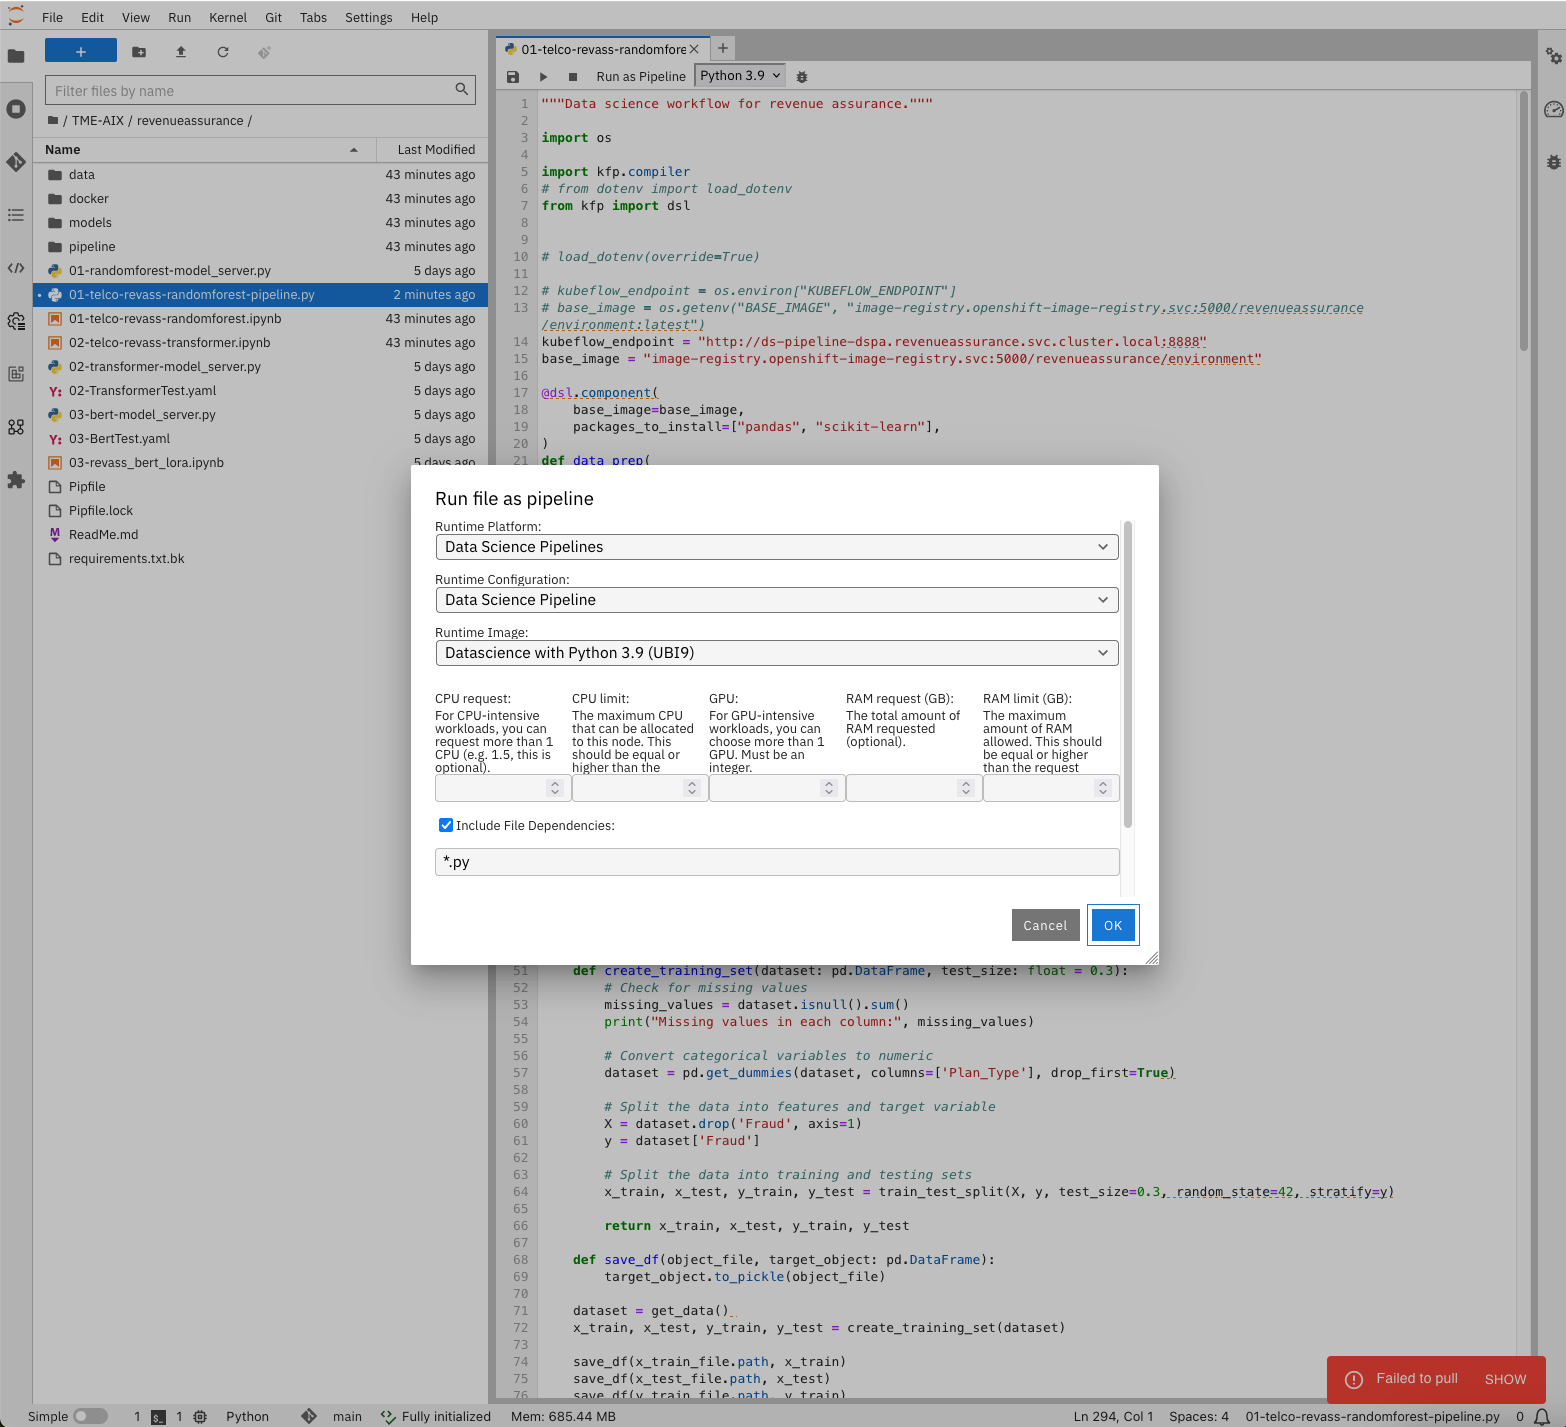 File Edit View Run Kernel Git Tabs Settings Help
+
Filter files by name
/ TME-AIX / revenueassurance /
Name Last Modified
data 43 minutes ago
docker 43 minutes ago
models 43 minutes ago
pipeline 43 minutes ago
01-randomforest-model_server.py 5 days ago
• 01-telco-revass-randomforest-pipeline.py 2 minutes ago
01-telco-revass-randomforest.ipynb 43 minutes ago
02-telco-revass-transformer.ipynb 43 minutes ago
02-transformer-model_server.py 5 days ago
Y: 02-TransformerTest.yaml 5 days ago
03-bert-model_server.py 5 days ago
Y: 03-BertTest.yaml 5 days ago
03-revass_bert_lora.ipynb 5 days ago
Pipfile
Pipfile.lock
M ReadMe.md
requirements.txt.bk
01-telco-revass-randomfore × +
Run as Pipeline Python 3.9
1 """Data science workflow for revenue assurance."""
2
3 import os
4
5 import kfp.compiler
6 # from dotenv import load_dotenv
7 from kfp import dsl
8
9
10 # load_dotenv(override=True)
11
12 # kubeflow_endpoint = os.environ["KUBEFLOW_ENDPOINT"]
13 # base_image = os.getenv("BASE_IMAGE", "image-registry.openshift-image-registry.svc:5000/revenueassurance
/environment:latest")
14 kubeflow_endpoint = "http://ds-pipeline-dspa.revenueassurance.svc.cluster.local:8888"
15 base_image = "image-registry.openshift-image-registry.svc:5000/revenueassurance/environment"
16
17 @dsl.component(
18 base_image=base_image,
19 packages_to_install=["pandas", "scikit-learn"],
20 )
21 def data_prep(
Run file as pipeline
Runtime Platform:
Data Science Pipelines
Runtime Configuration:
Data Science Pipeline
Runtime Image:
Datascience with Python 3.9 (UBI9)
CPU request:
For CPU-intensive
workloads, you can
request more than 1
CPU (e.g. 1.5, this is
optional).
CPU limit:
The maximum CPU
that can be allocated
to this node. This
should be equal or
higher than the
GPU:
For GPU-intensive
workloads, you can
choose more than 1
GPU. Must be an
integer.
RAM request (GB):
The total amount of
RAM requested
(optional).
RAM limit (GB):
The maximum
amount of RAM
allowed. This should
be equal or higher
than the request
Include File Dependencies:
*.py
Cancel OK
51 def create_training_set(dataset: pd.DataFrame, test_size: float = 0.3):
52 # Check for missing values
53 missing_values = dataset.isnull().sum()
54 print("Missing values in each column:", missing_values)
55
56 # Convert categorical variables to numeric
57 dataset = pd.get_dummies(dataset, columns=['Plan_Type'], drop_first=True)
58
59 # Split the data into features and target variable
60 X = dataset.drop('Fraud', axis=1)
61 y = dataset['Fraud']
62
63 # Split the data into training and testing sets
64 x_train, x_test, y_train, y_test = train_test_split(X, y, test_size=0.3, random_state=42, stratify=y)
65
66 return x_train, x_test, y_train, y_test
67
68 def save_df(object_file, target_object: pd.DataFrame):
69 target_object.to_pickle(object_file)
70
71 dataset = get_data()
72 x_train, x_test, y_train, y_test = create_training_set(dataset)
73
74 save_df(x_train_file.path, x_train)
75 save_df(x_test_file.path, x_test)
76 save_df(y_train_file.path, y_train)
Failed to pull SHOW
Simple 1 $_ 1 Python main Fully initialized Mem: 685.44 MB Ln 294, Col 1 Spaces: 4 01-telco-revass-randomforest-pipeline.py 0